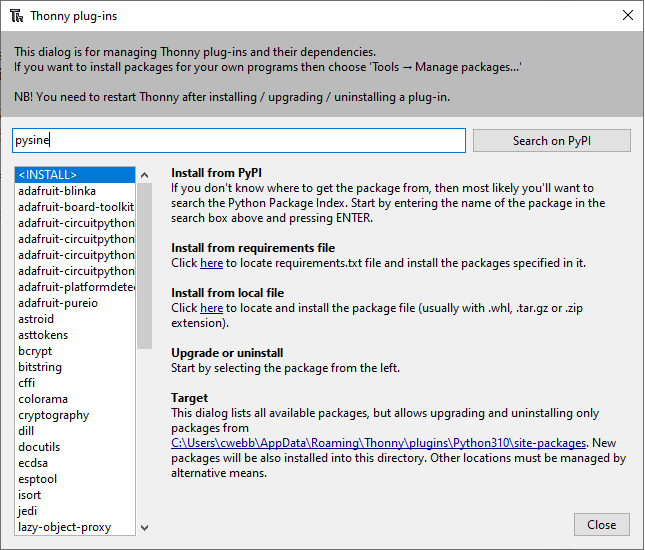 Thonny plug-ins
This dialog is for managing Thonny plug-ins and their dependencies.
If you want to install packages for your own programs then choose 'Tools → Manage packages...'
NB! You need to restart Thonny after installing / upgrading / uninstalling a plug-in.
pysine
Search on PyPI
<INSTALL>
adafruit-blinka
adafruit-board-toolkit
adafruit-circuitpython
adafruit-circuitpython
adafruit-circuitpython
adafruit-platformdetec
adafruit-pureio
astroid
asttokens
bcrypt
bitstring
cffi
colorama
cryptography
dill
docutils
ecdsa
esptool
isort
jedi
lazy-object-proxy
Install from PyPI
If you don't know where to get the package from, then most likely you'll want to
search the Python Package Index. Start by entering the name of the package in the
search box above and pressing ENTER.
Install from requirements file
Click here to locate requirements.txt file and install the packages specified in it.
Install from local file
Click here to locate and install the package file (usually with .whl, .tar.gz or .zip
extension).
Upgrade or uninstall
Start by selecting the package from the left.
Target
This dialog lists all available packages, but allows upgrading and uninstalling only
packages from
C:\Users\cwebb\AppData\Roaming\Thonny\plugins\Python310\site-packages. New
packages will be also installed into this directory. Other locations must be managed by
alternative means.
Close